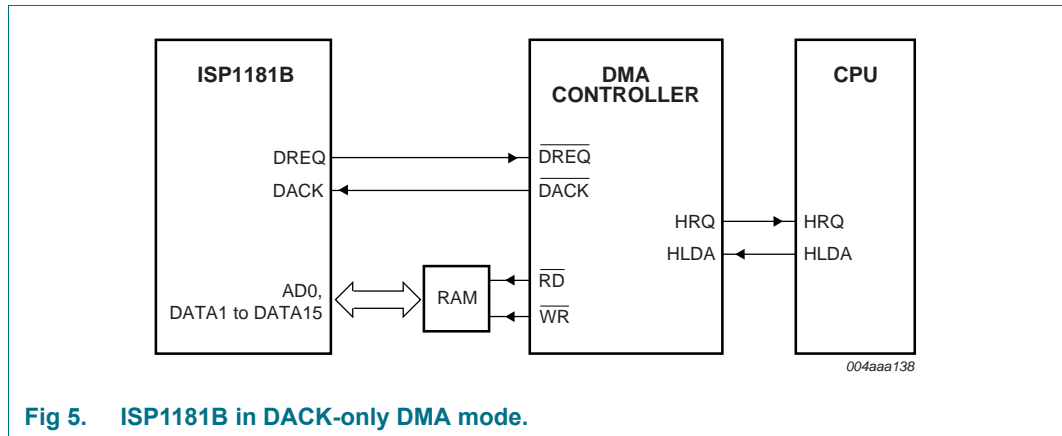 ISP1181B
DMA
CONTROLLER
CPU
DREQ
DREQ
DACK
DACK
HRQ
HRQ
HLDA
HLDA
AD0,
DATA1 to DATA15
RAM
RD
WR
004aaa138
Fig 5. ISP1181B in DACK-only DMA mode.